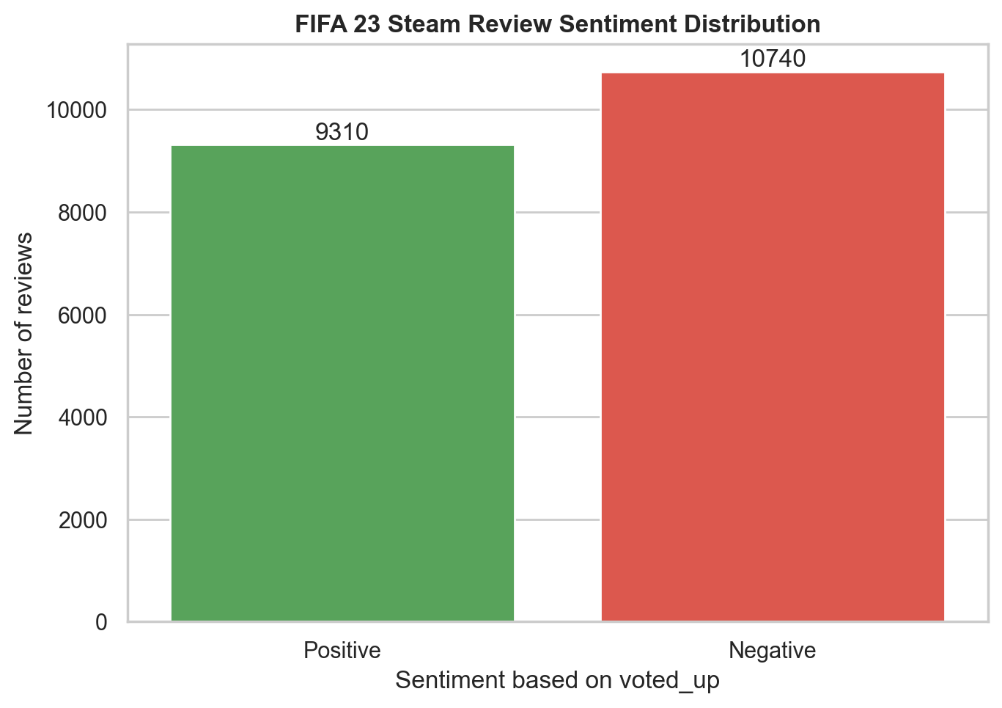 FIFA 23 Steam Review Sentiment Distribution
Number of reviews
10000
8000
6000
4000
2000
0
9310
10740
Positive
Negative
Sentiment based on voted_up